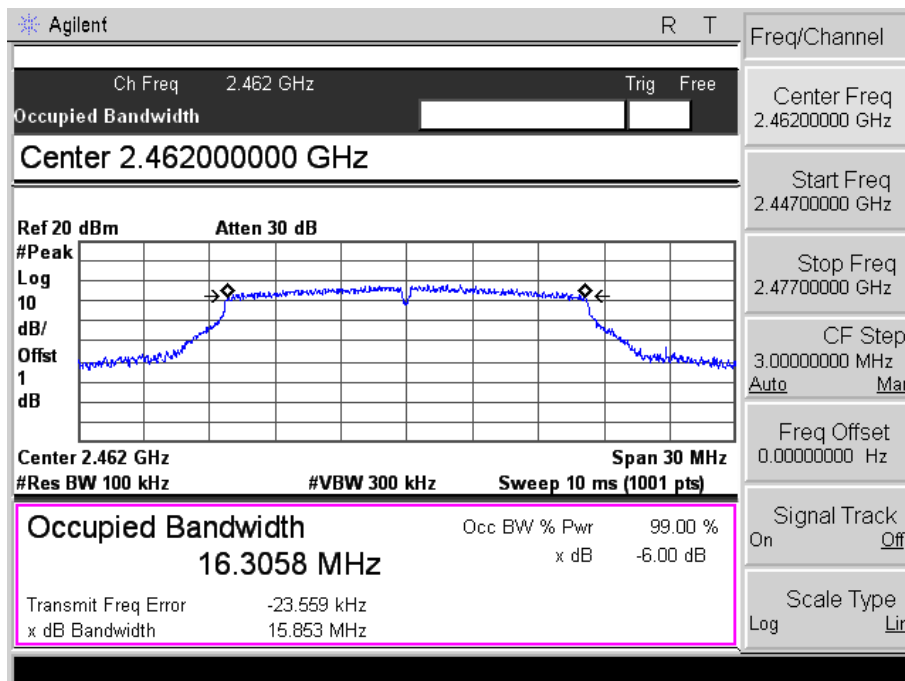 Agilent R T
Ch Freq 2.462 GHz Trig Free
Occupied Bandwidth
Center 2.462000000 GHz
Ref 20 dBm Atten 30 dB
#Peak
Log
10
dB/
Offst
1
dB
Center 2.462 GHz Span 30 MHz
#Res BW 100 kHz #VBW 300 kHz Sweep 10 ms (1001 pts)
Occupied Bandwidth
16.3058 MHz
Occ BW % Pwr 99.00 %
x dB -6.00 dB
Transmit Freq Error -23.559 kHz
x dB Bandwidth 15.853 MHz
Freq/Channel
Center Freq
2.46200000 GHz
Start Freq
2.44700000 GHz
Stop Freq
2.47700000 GHz
CF Step
3.00000000 MHz
Auto Man
Freq Offset
0.00000000 Hz
Signal Track
On Off
Scale Type
Log Lin